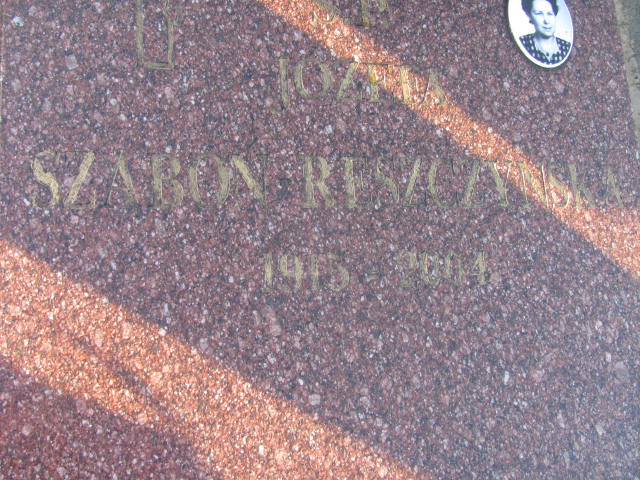 Ś P
JÓZEFA
SZABOŃ-RESZCZYŃSKA
1915 - 2004